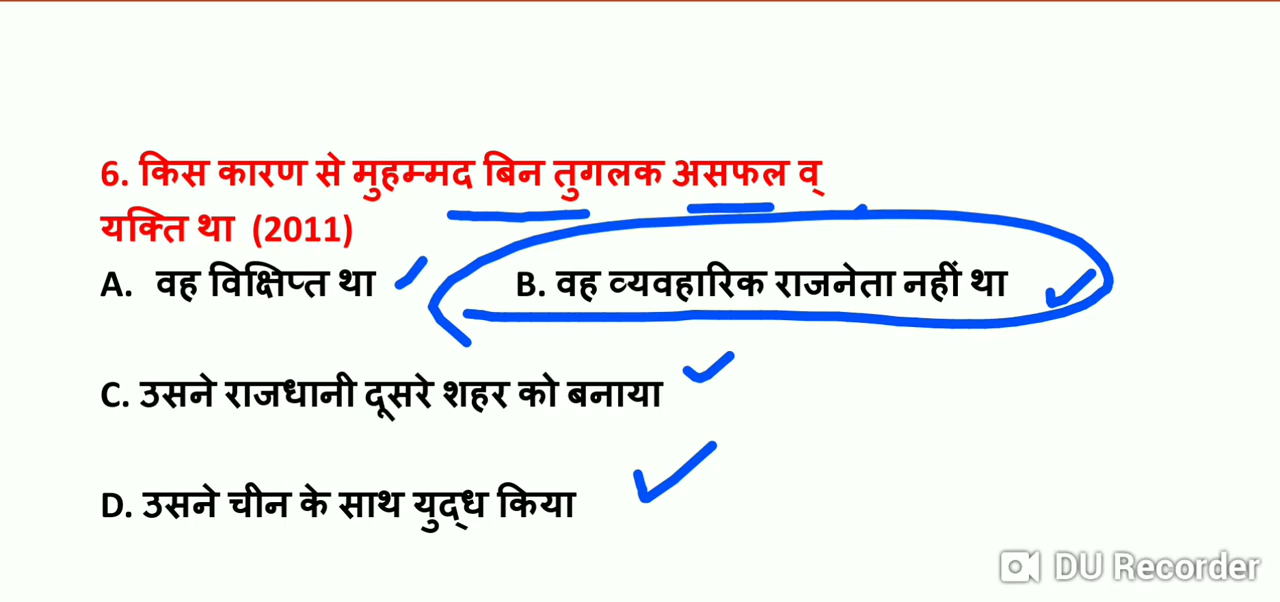 6. किस कारण से मुहम्मद बिन तुगलक असफल व्
यक्ति था (2011)
A. वह विक्षिप्त था B. वह व्यवहारिक राजनेता नहीं था
C. उसने राजधानी दूसरे शहर को बनाया
D. उसने चीन के साथ युद्ध किया
DU Recorder